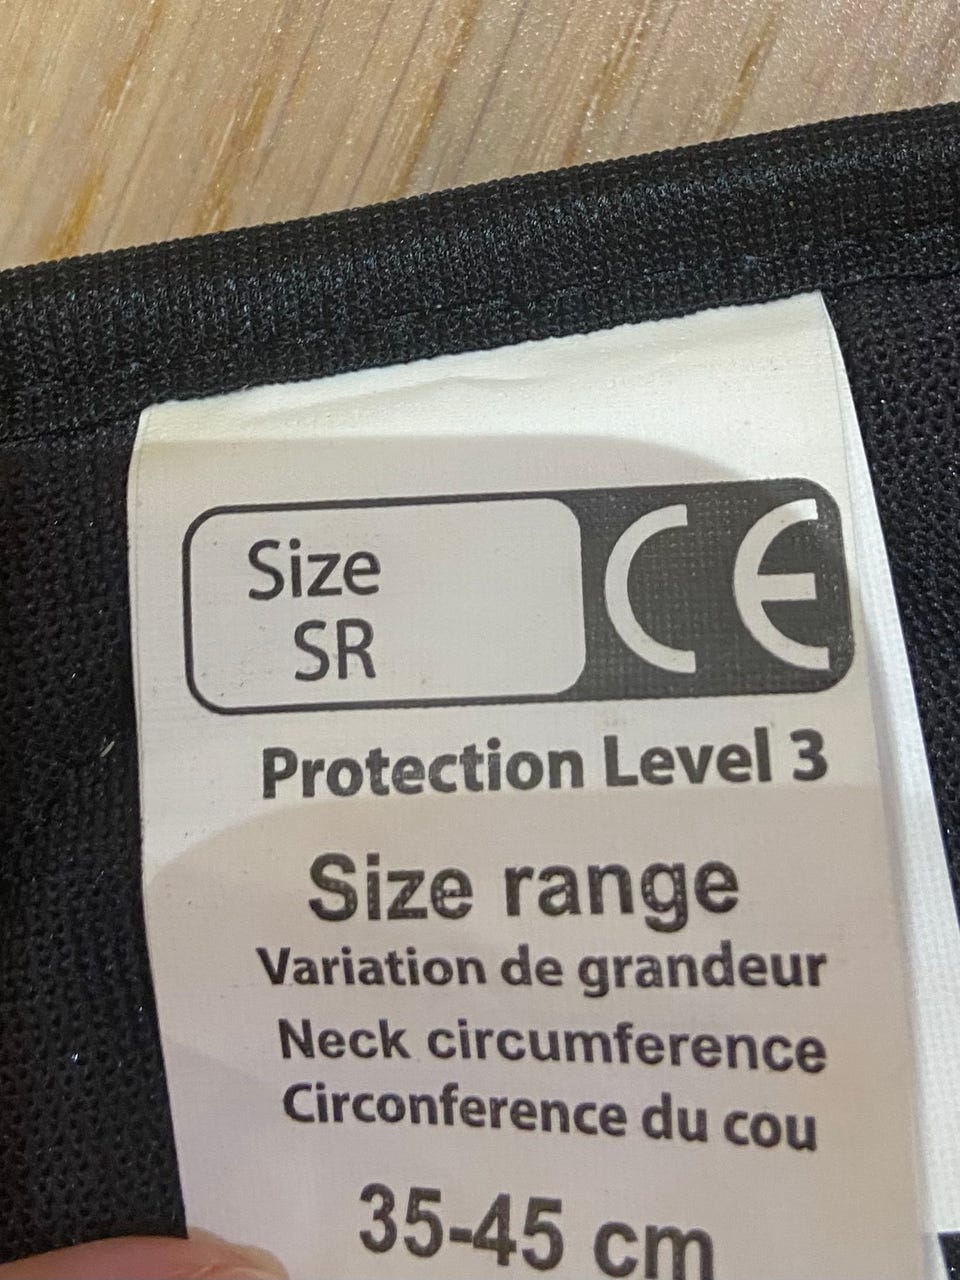 Size
SR
CE
Protection Level 3
Size range
Variation de grandeur
Neck circumference
Circonference du cou
35-45 cm